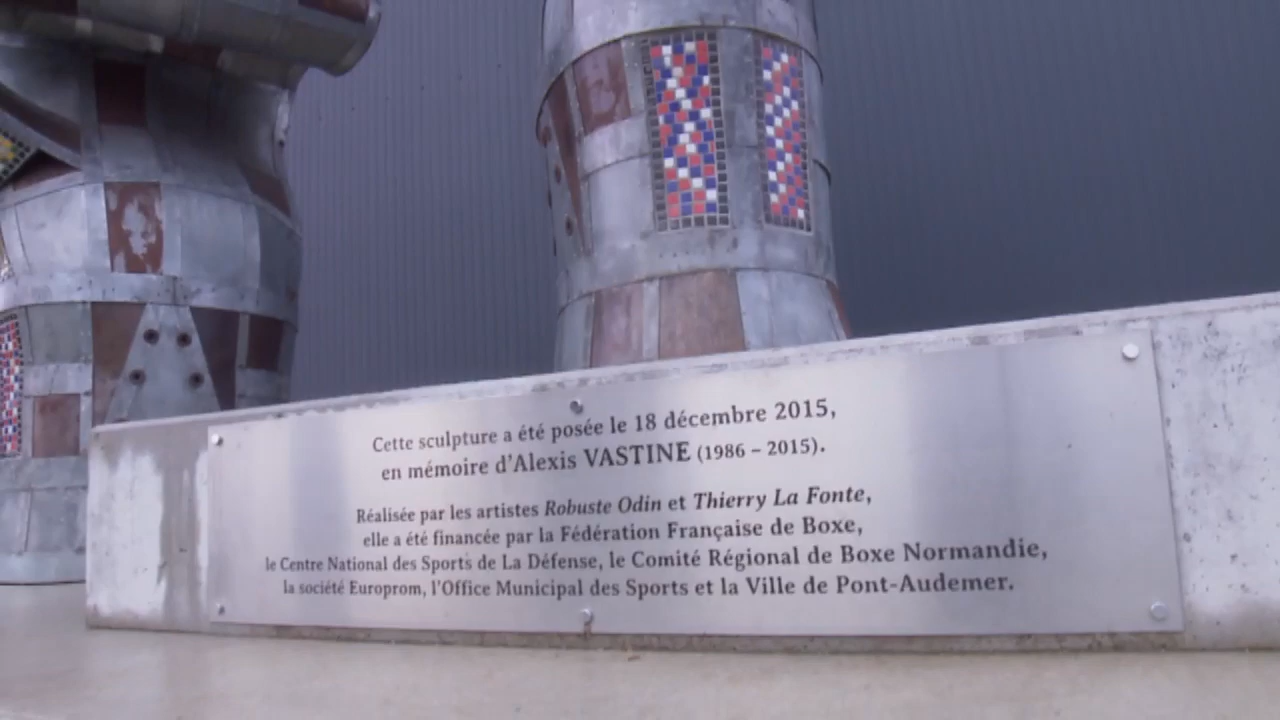 Cette sculpture a été posée le 18 décembre 2015,
en mémoire d'Alexis VASTINE (1986 – 2015).
Réalisée par les artistes Robuste Odin et Thierry La Fonte,
elle a été financée par la Fédération Française de Boxe,
le Centre National des Sports de La Défense, le Comité Régional de Boxe Normandie,
la société Europrom, l'Office Municipal des Sports et la Ville de Pont-Audemer.